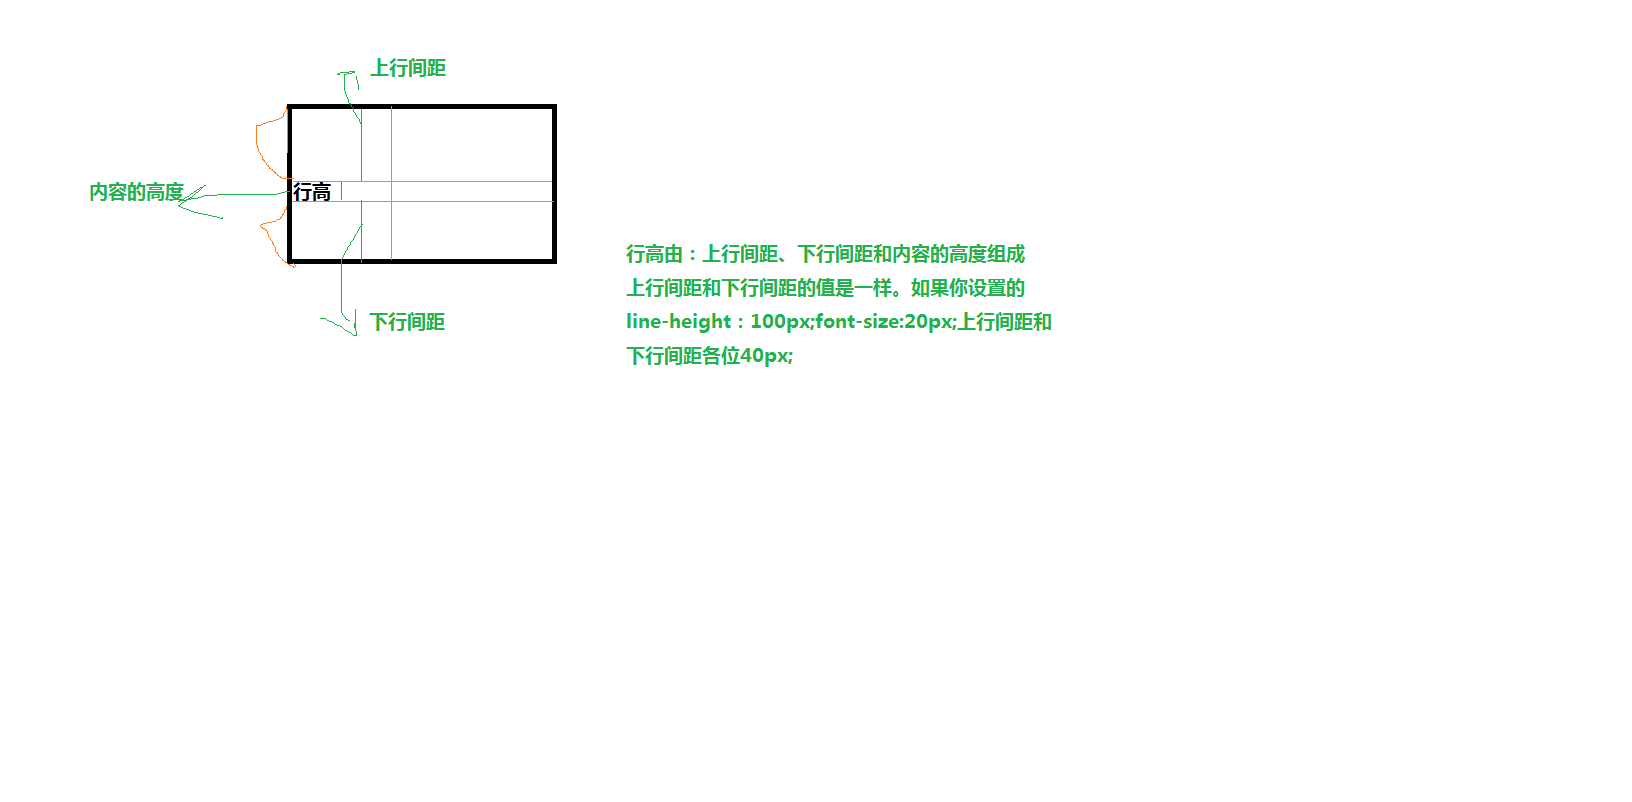 上行间距
内容的高度
行高
下行间距
行高由：上行间距、下行间距和内容的高度组成
上行间距和下行间距的值是一样。如果你设置的
line-height：100px;font-size:20px;上行间距和
下行间距各位40px;